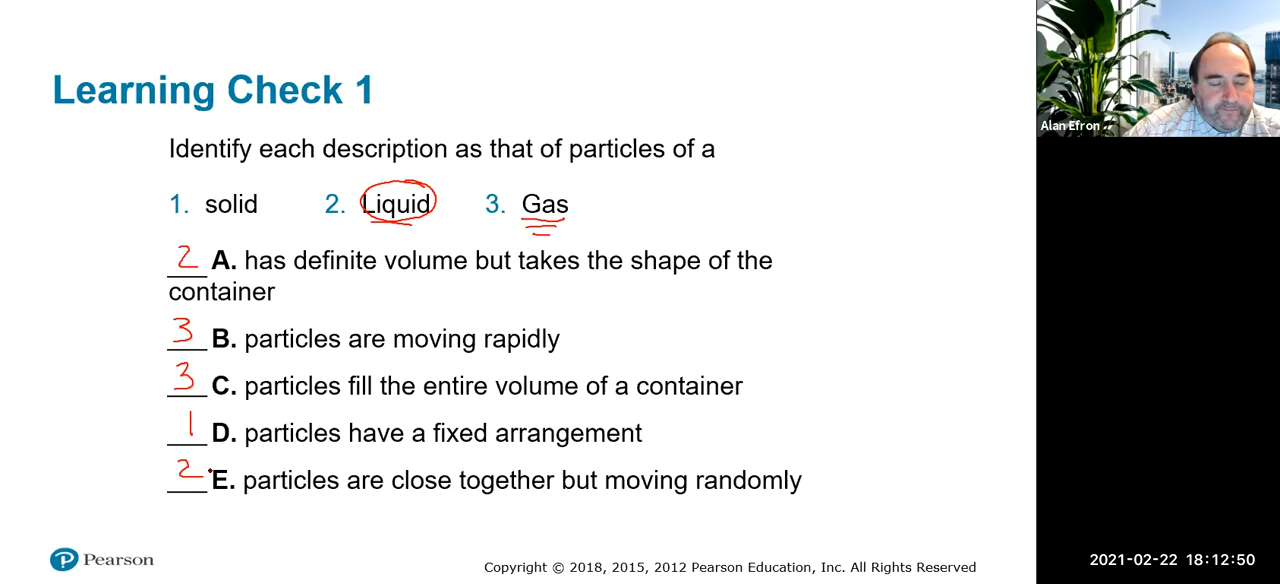 Learning Check 1
Identify each description as that of particles of a
1. solid 2. Liquid 3. Gas
2 A. has definite volume but takes the shape of the
container
3 B. particles are moving rapidly
3 C. particles fill the entire volume of a container
1 D. particles have a fixed arrangement
2 E. particles are close together but moving randomly
Pearson
Copyright © 2018, 2015, 2012 Pearson Education, Inc. All Rights Reserved
Alan Efron
2021-02-22 18:12:50